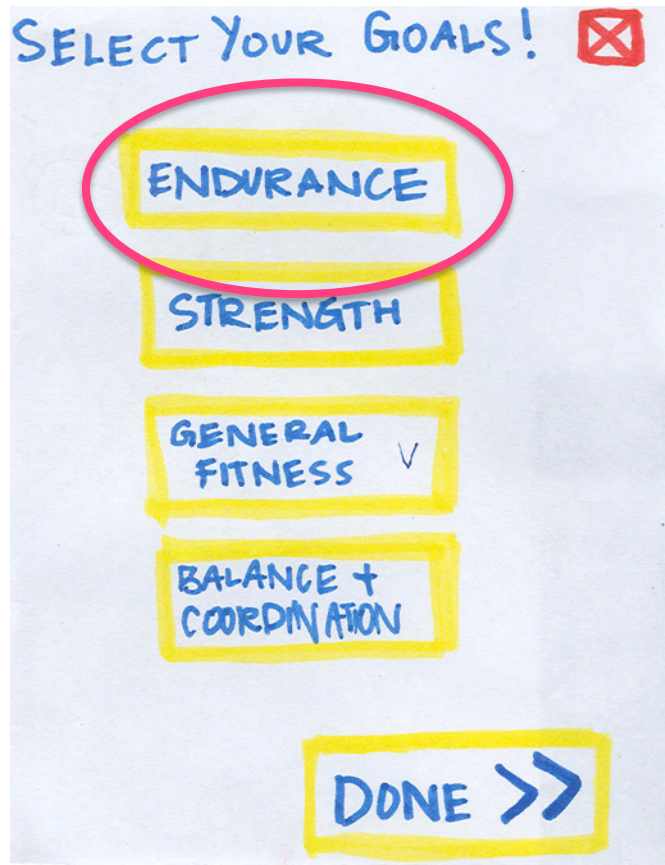 SELECT YOUR GOALS!
ENDURANCE
STRENGTH
GENERAL
FITNESS
BALANCE +
COORDINATION
DONE >>